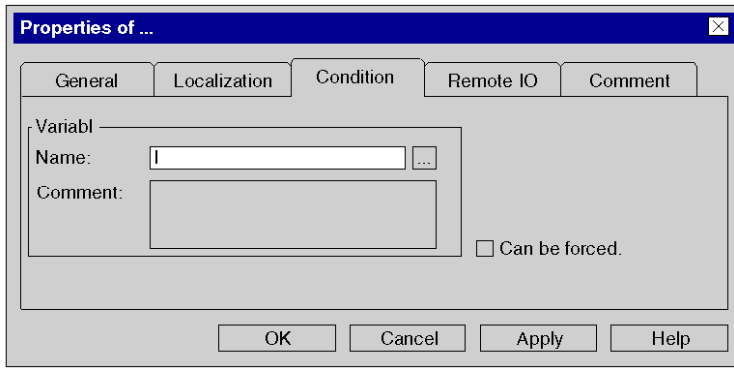 Properties of ...
General Localization Condition Remote IO Comment
Variabl
Name: ...
Comment:
Can be forced.
OK Cancel Apply Help